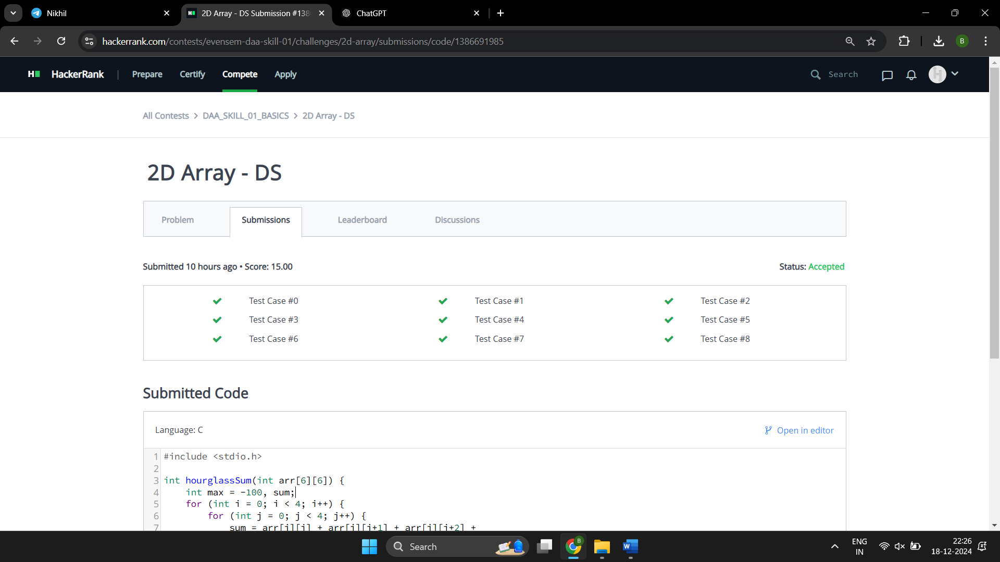 Nikhil
2D Array - DS Submission #138
ChatGPT
hackerrank.com/contests/evensem-daa-skill-01/challenges/2d-array/submissions/code/1386691985
B
H HackerRank | Prepare Certify Compete Apply
Search
H
All Contests > DAA_SKILL_01_BASICS > 2D Array - DS
2D Array - DS
Problem Submissions Leaderboard Discussions
Submitted 10 hours ago • Score: 15.00 Status: Accepted
Test Case #0 Test Case #1 Test Case #2
Test Case #3 Test Case #4 Test Case #5
Test Case #6 Test Case #7 Test Case #8
Submitted Code
Language: C Open in editor
1 #include <stdio.h>
2
3 int hourglassSum(int arr[6][6]) {
4 int max = -100, sum;
5 for (int i = 0; i < 4; i++) {
6 for (int j = 0; j < 4; j++) {
7 sum = arr[i][j] + arr[i][j+1] + arr[i][j+2] +
Search
B
W
ENG
IN
22:26
18-12-2024